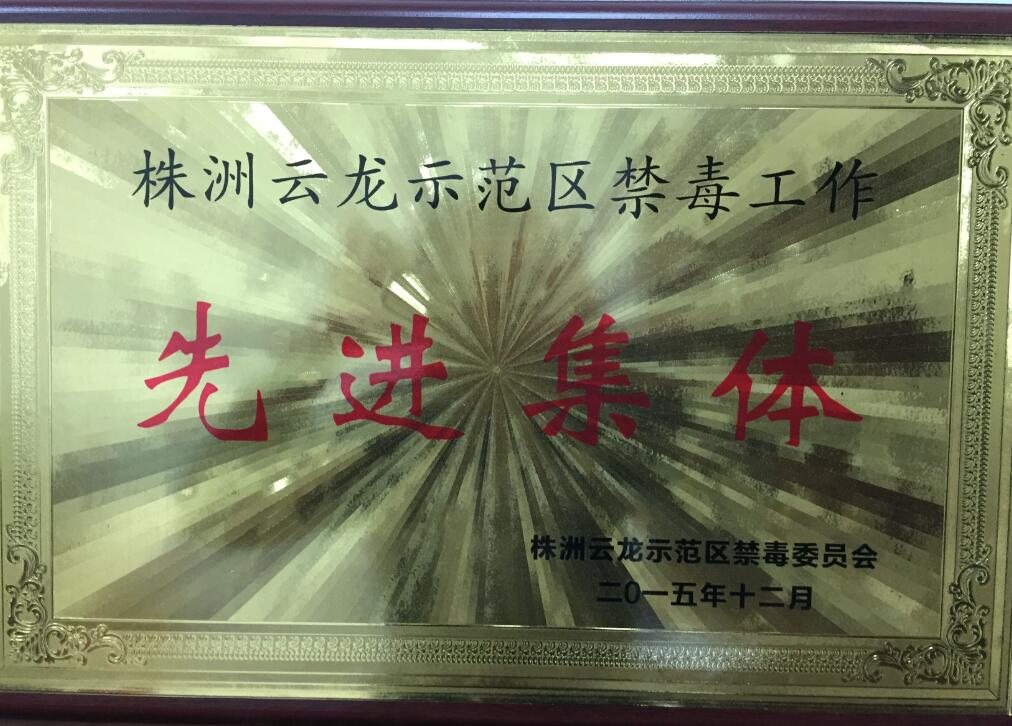 株洲云龙示范区禁毒工作
先进集体
株洲云龙示范区禁毒委员会
二0一五年十二月